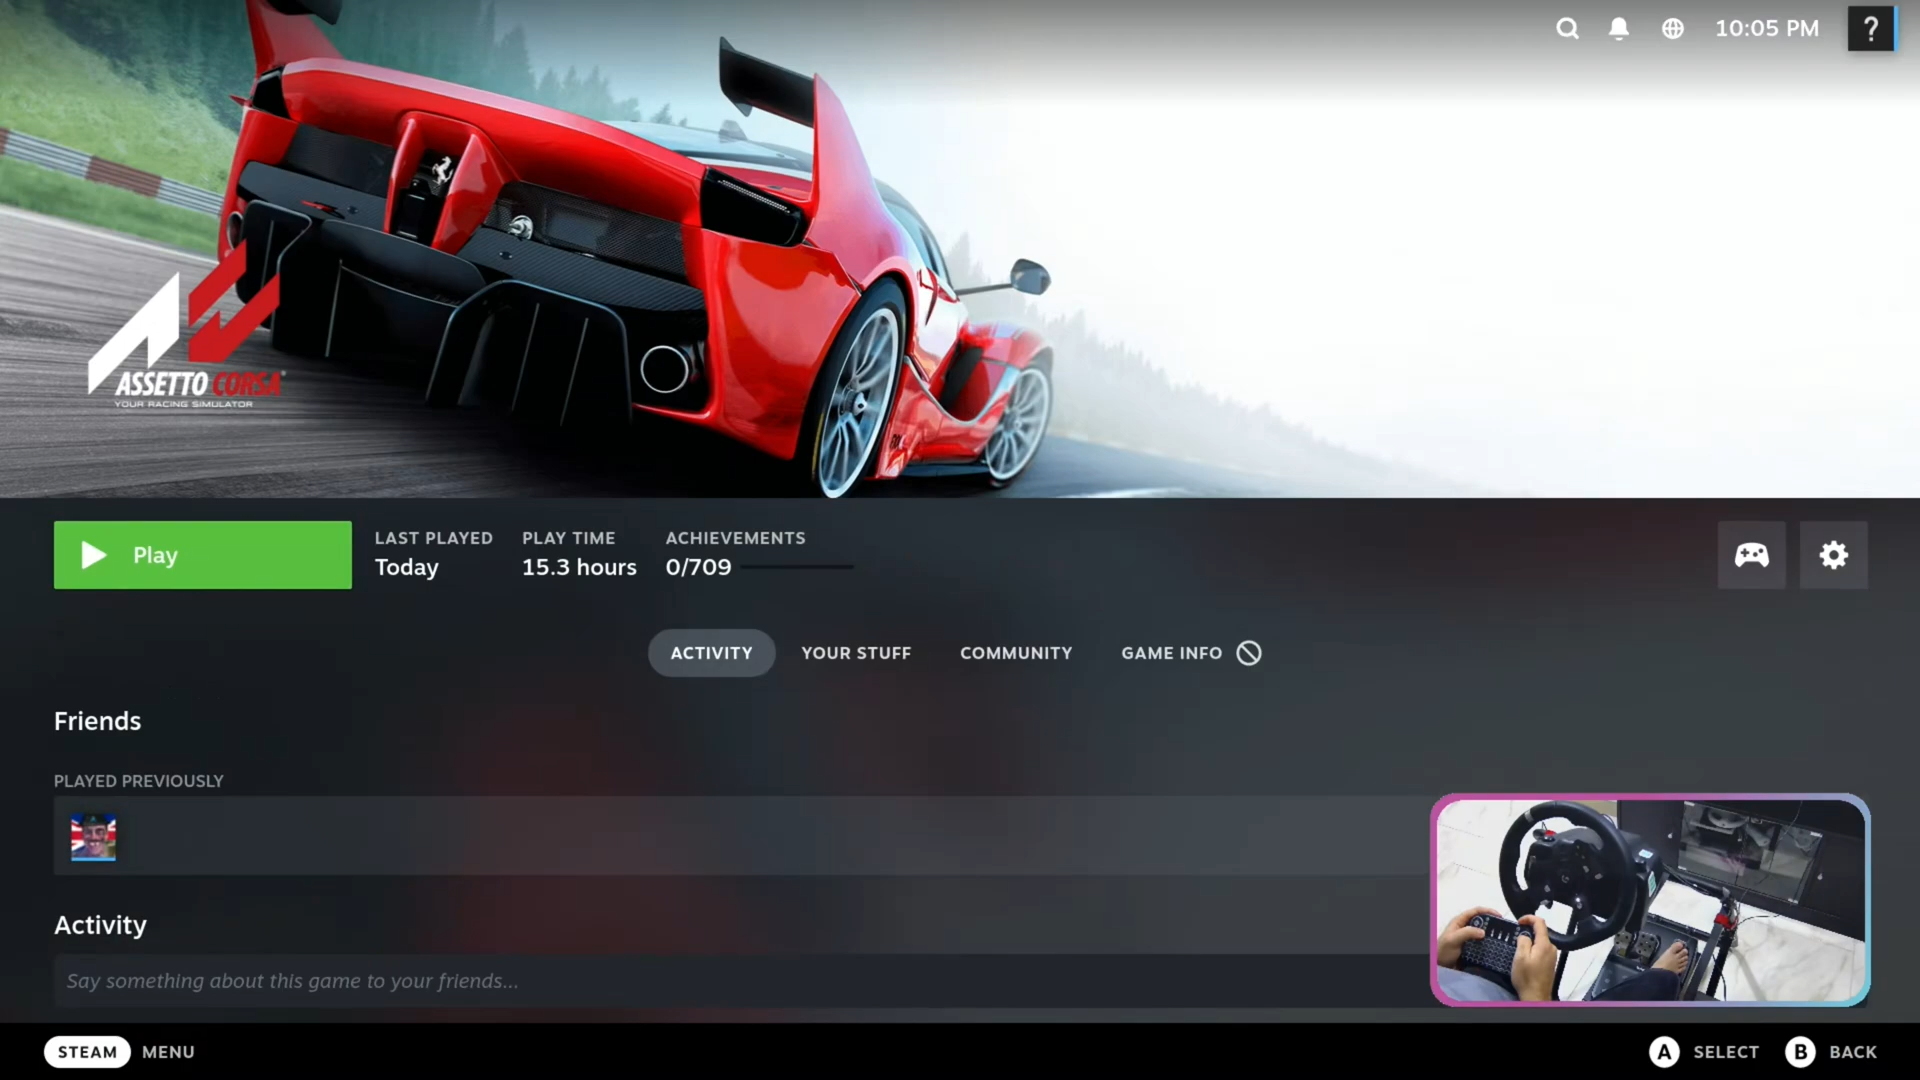 10:05 PM
?
ASSETTO CORSA
YOUR RACING SIMULATOR
Play
LAST PLAYED
Today
PLAY TIME
15.3 hours
ACHIEVEMENTS
0/709
ACTIVITY
YOUR STUFF
COMMUNITY
GAME INFO
Friends
PLAYED PREVIOUSLY
Activity
Say something about this game to your friends...
STEAM MENU
A SELECT
B BACK